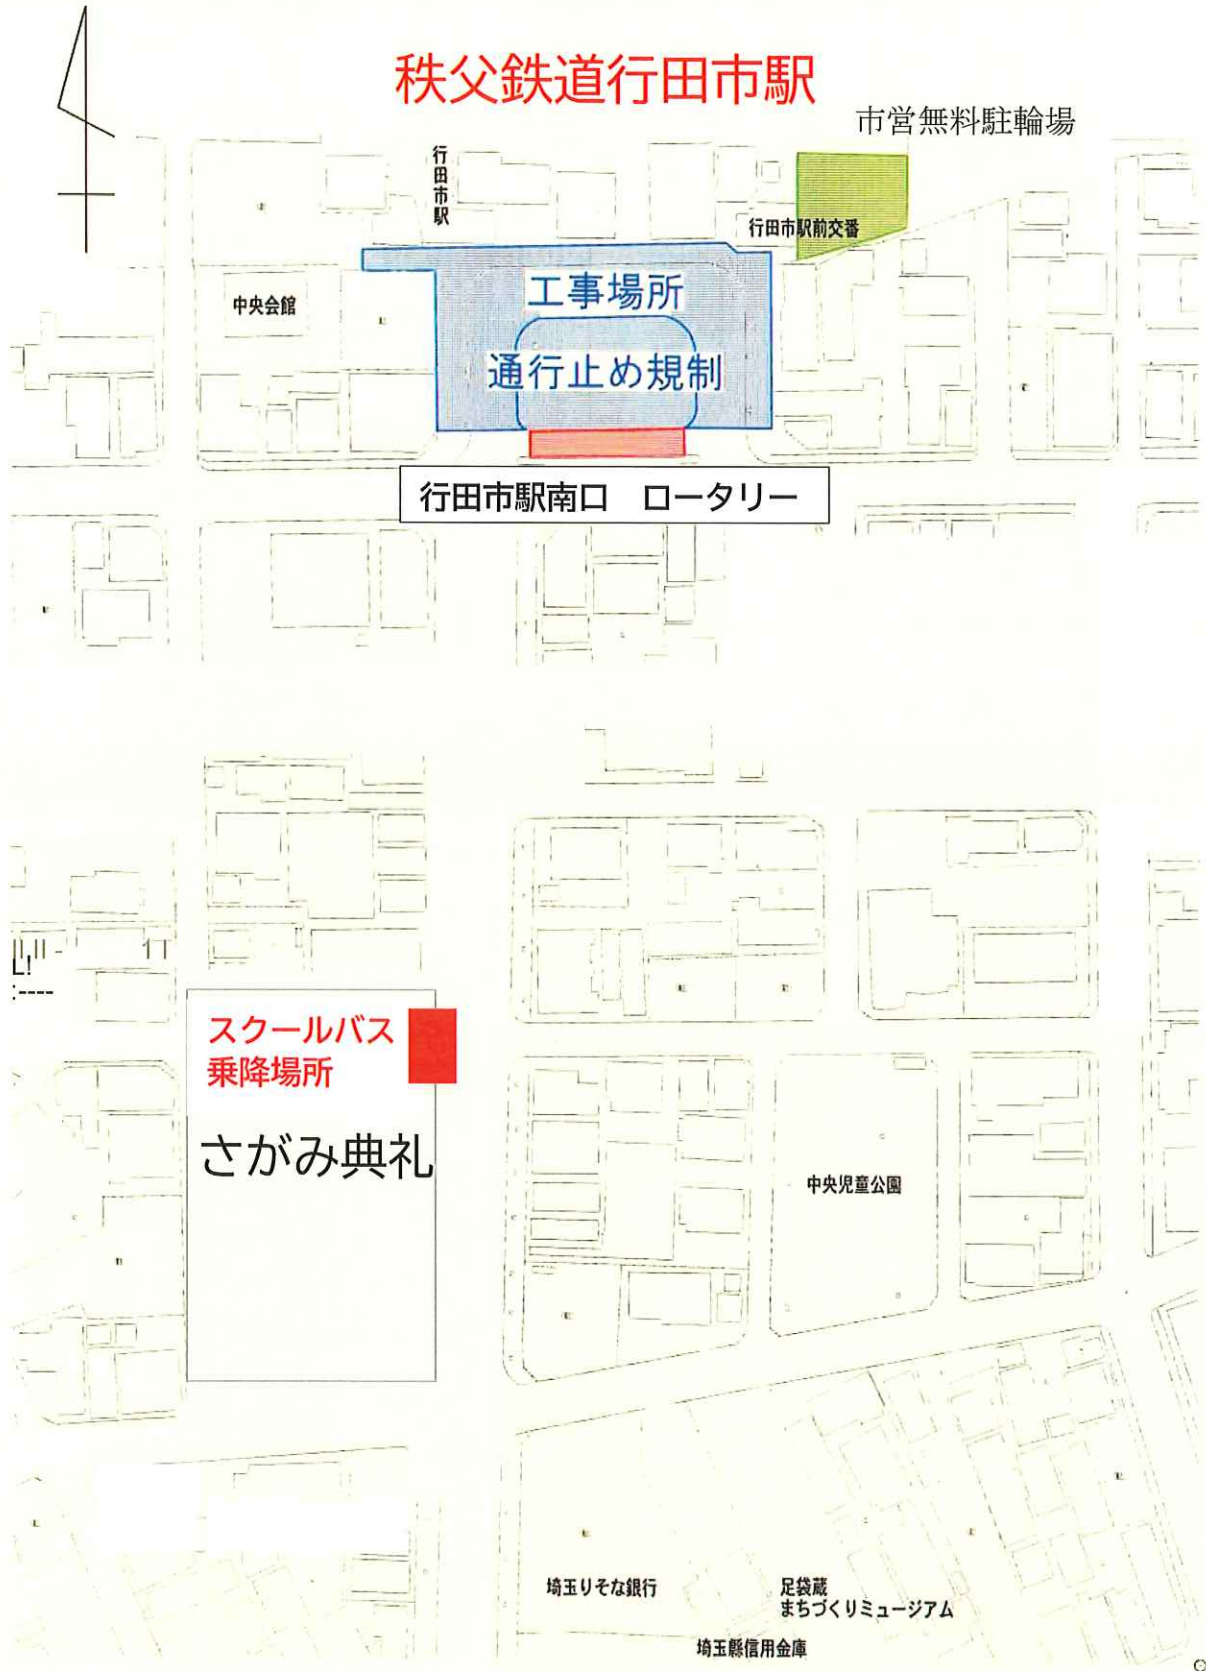 秩父鉄道行田市駅
市営無料駐輪場
行田市駅
行田市駅前交番
工事場所
中央会館
通行止め規制
行田市駅南口　ロータリー
スクールバス
乗降場所
さがみ典礼
中央児童公園
埼玉りそな銀行
足袋蔵
まちづくりミュージアム
埼玉縣信用金庫